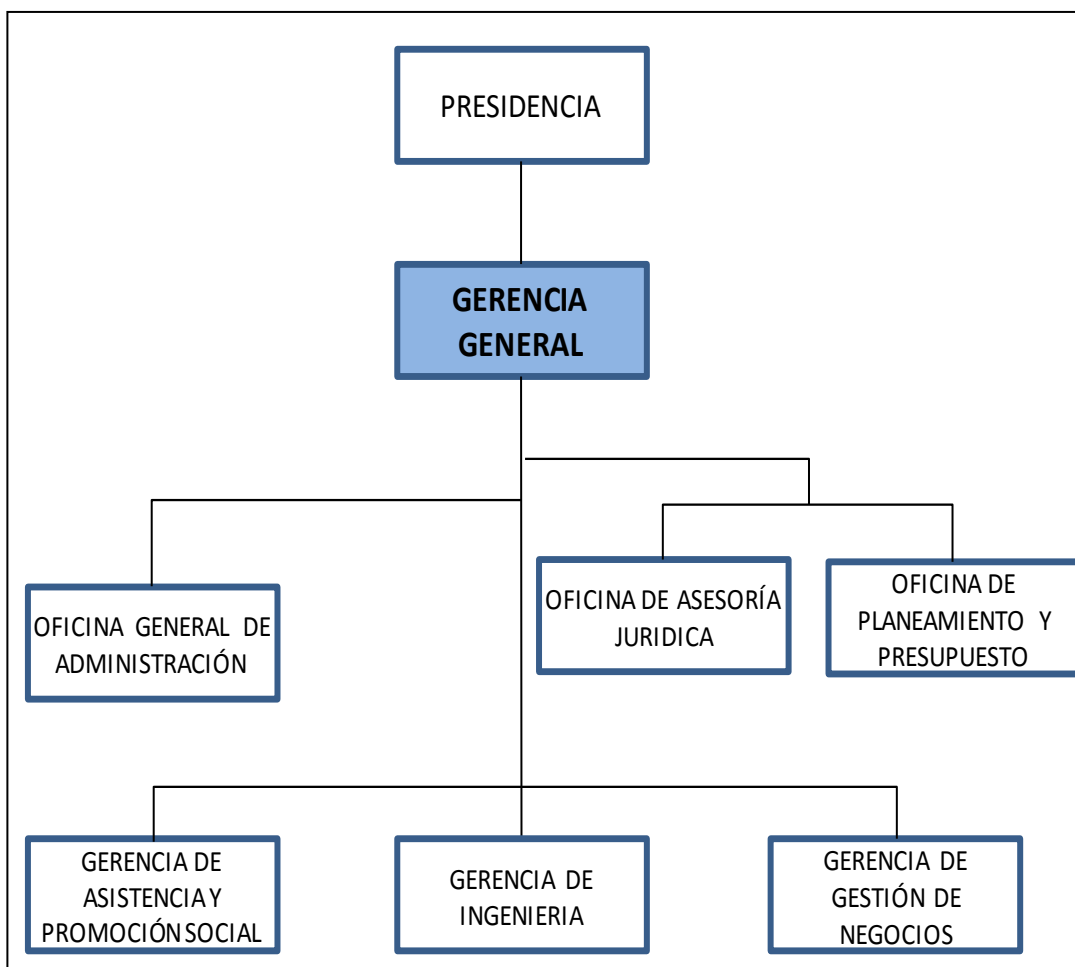 PRESIDENCIA
GERENCIA
GENERAL
OFICINA GENERAL DE
ADMINISTRACIÓN
OFICINA DE ASESORÍA
JURIDICA
OFICINA DE
PLANEAMIENTO Y
PRESUPUESTO
GERENCIA DE
ASISTENCIA Y
PROMOCIÓN SOCIAL
GERENCIA DE
INGENIERIA
GERENCIA DE
GESTIÓN DE
NEGOCIOS